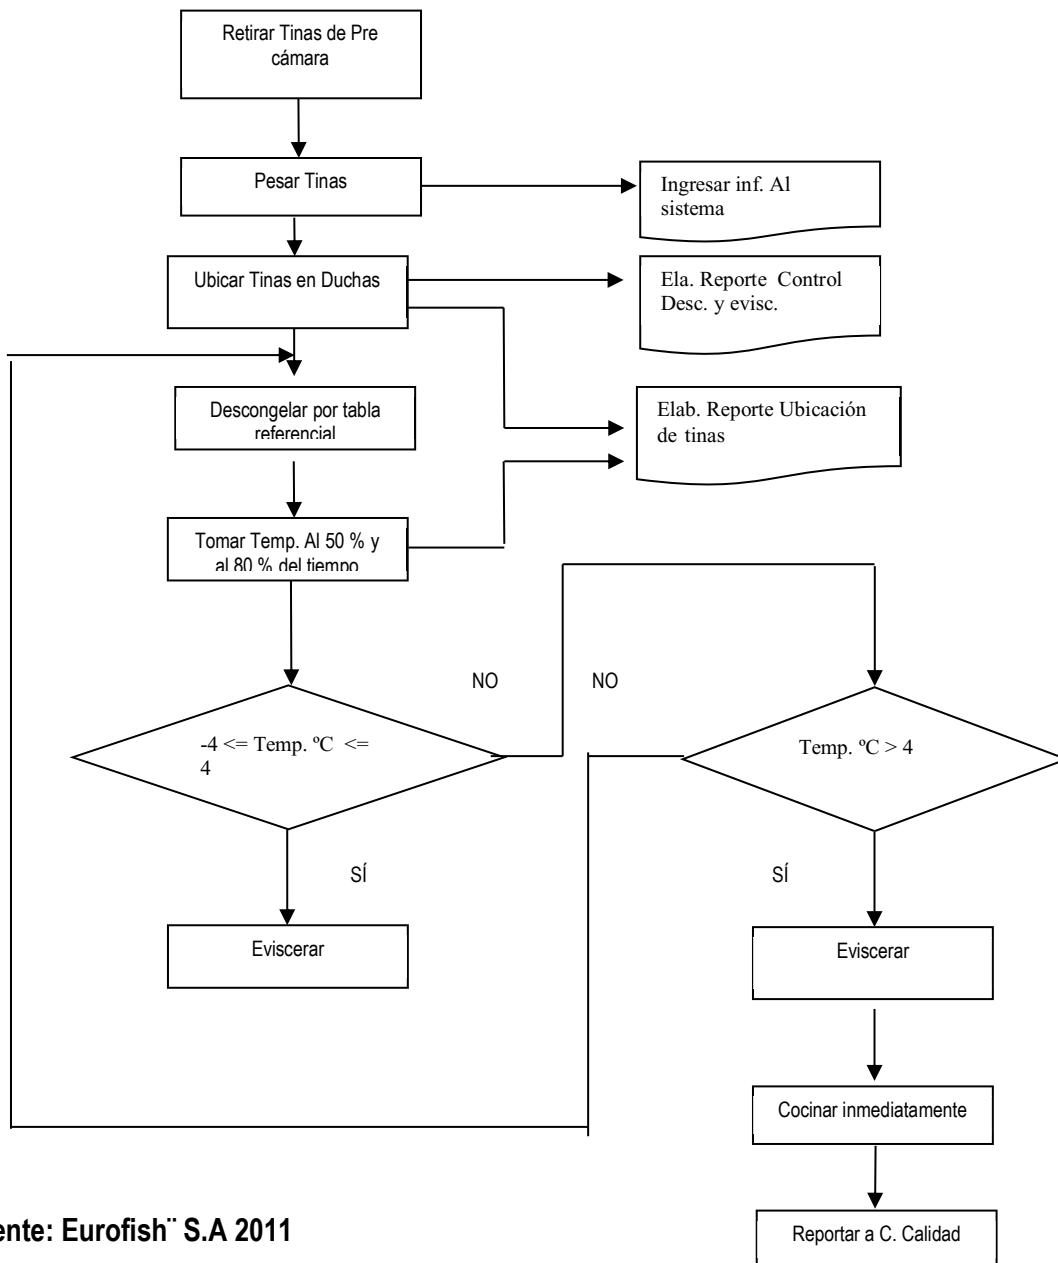 Retirar Tinas de Pre
cámara
Pesar Tinas
Ingresar inf. Al
sistema
Ubicar Tinas en Duchas
Ela. Reporte Control
Desc. y evisc.
Descongelar por tabla
referencial
Elab. Reporte Ubicación
de tinas
Tomar Temp. Al 50 % y
al 80 % del tiempo
NO
NO
-4 <= Temp. ºC <=
4
Temp. ºC > 4
SÍ
SÍ
Eviscerar
Eviscerar
Cocinar inmediatamente
Reportar a C. Calidad
ente: Eurofish¨ S.A 2011